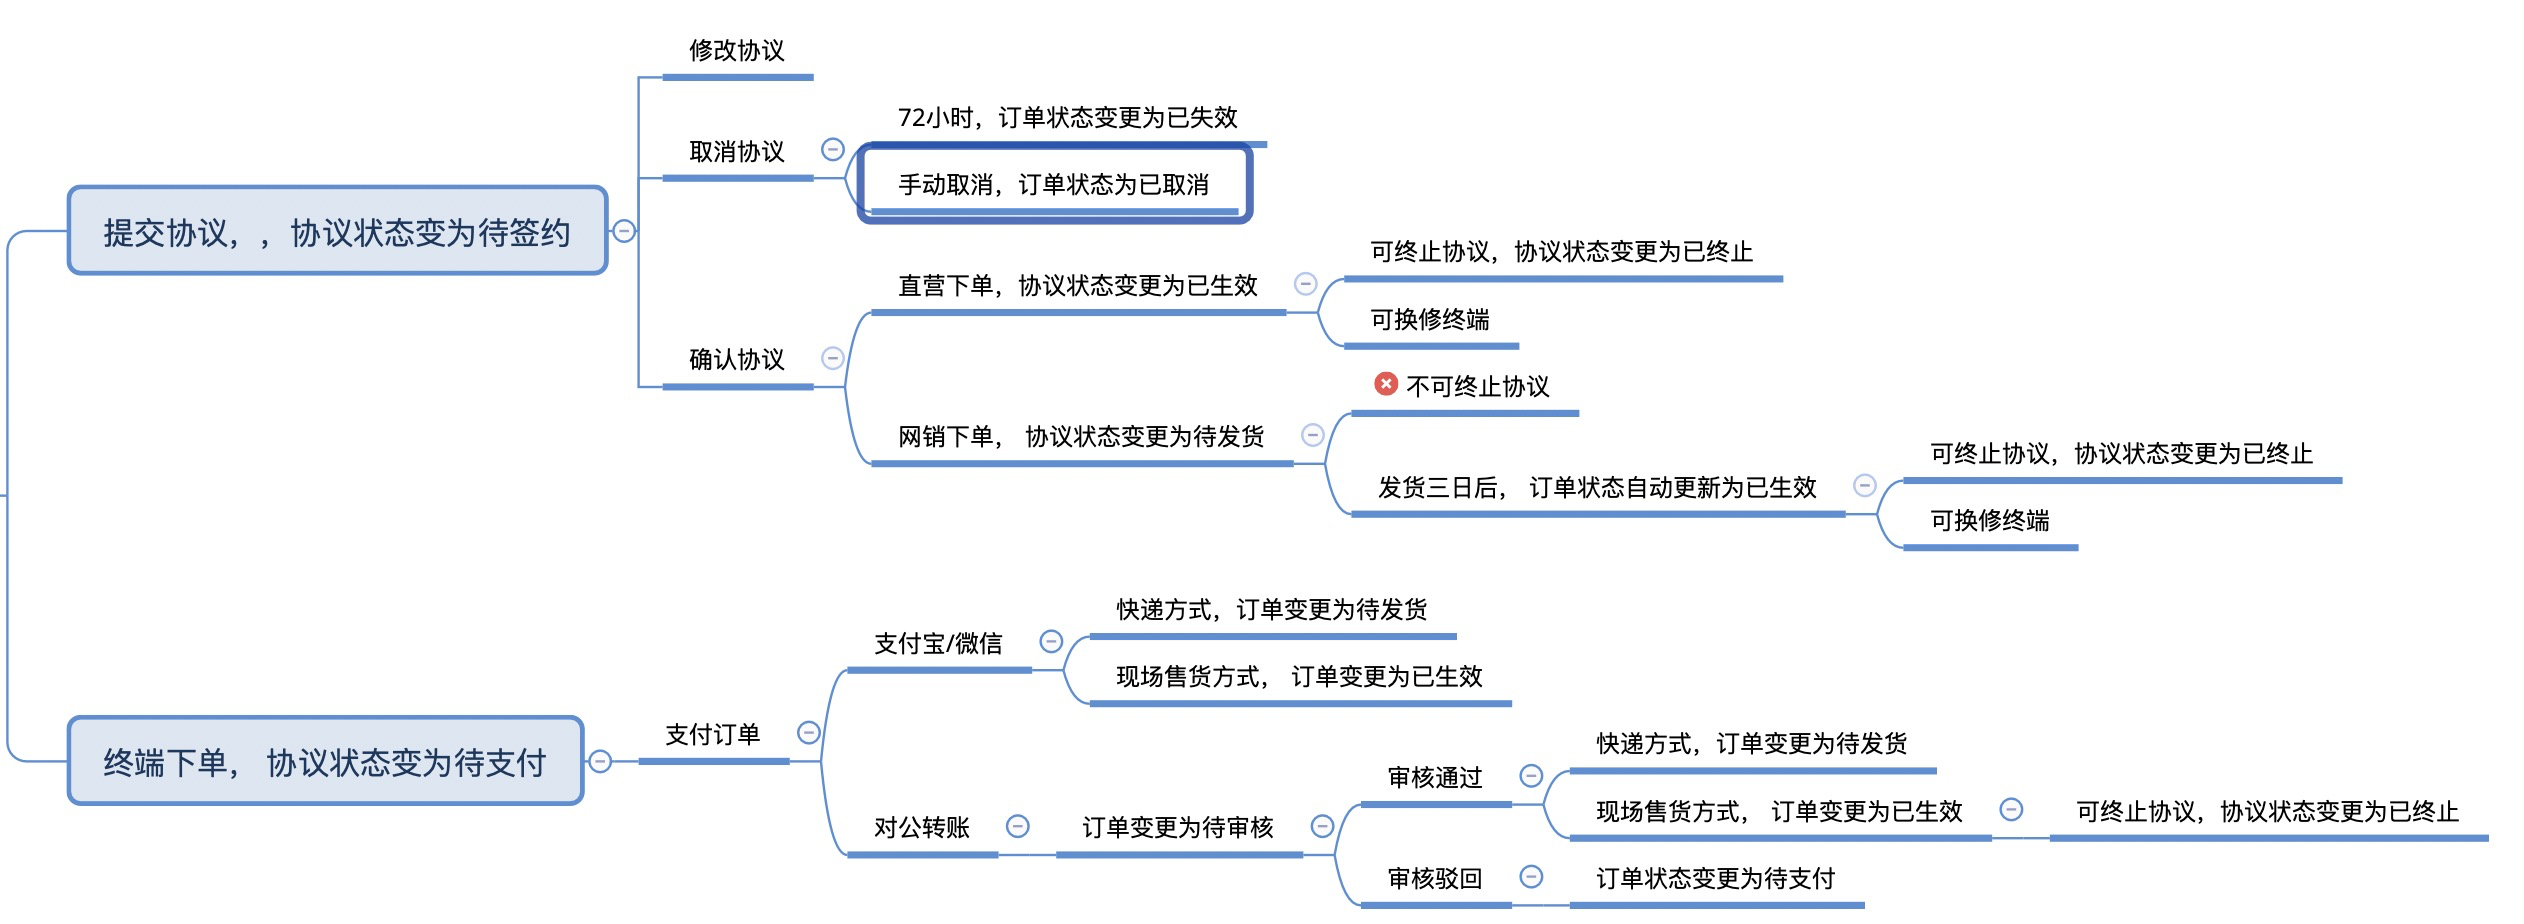 提交协议，，协议状态变为待签约
修改协议
取消协议
72小时，订单状态变更为已失效
手动取消，订单状态为已取消
确认协议
直营下单，协议状态变更为已生效
可终止协议，协议状态变更为已终止
可换修终端
网销下单， 协议状态变更为待发货
不可终止协议
发货三日后， 订单状态自动更新为已生效
可终止协议，协议状态变更为已终止
可换修终端
终端下单， 协议状态变为待支付
支付订单
支付宝/微信
快递方式，订单变更为待发货
现场售货方式， 订单变更为已生效
对公转账
订单变更为待审核
审核通过
快递方式，订单变更为待发货
现场售货方式， 订单变更为已生效
可终止协议，协议状态变更为已终止
审核驳回
订单状态变更为待支付